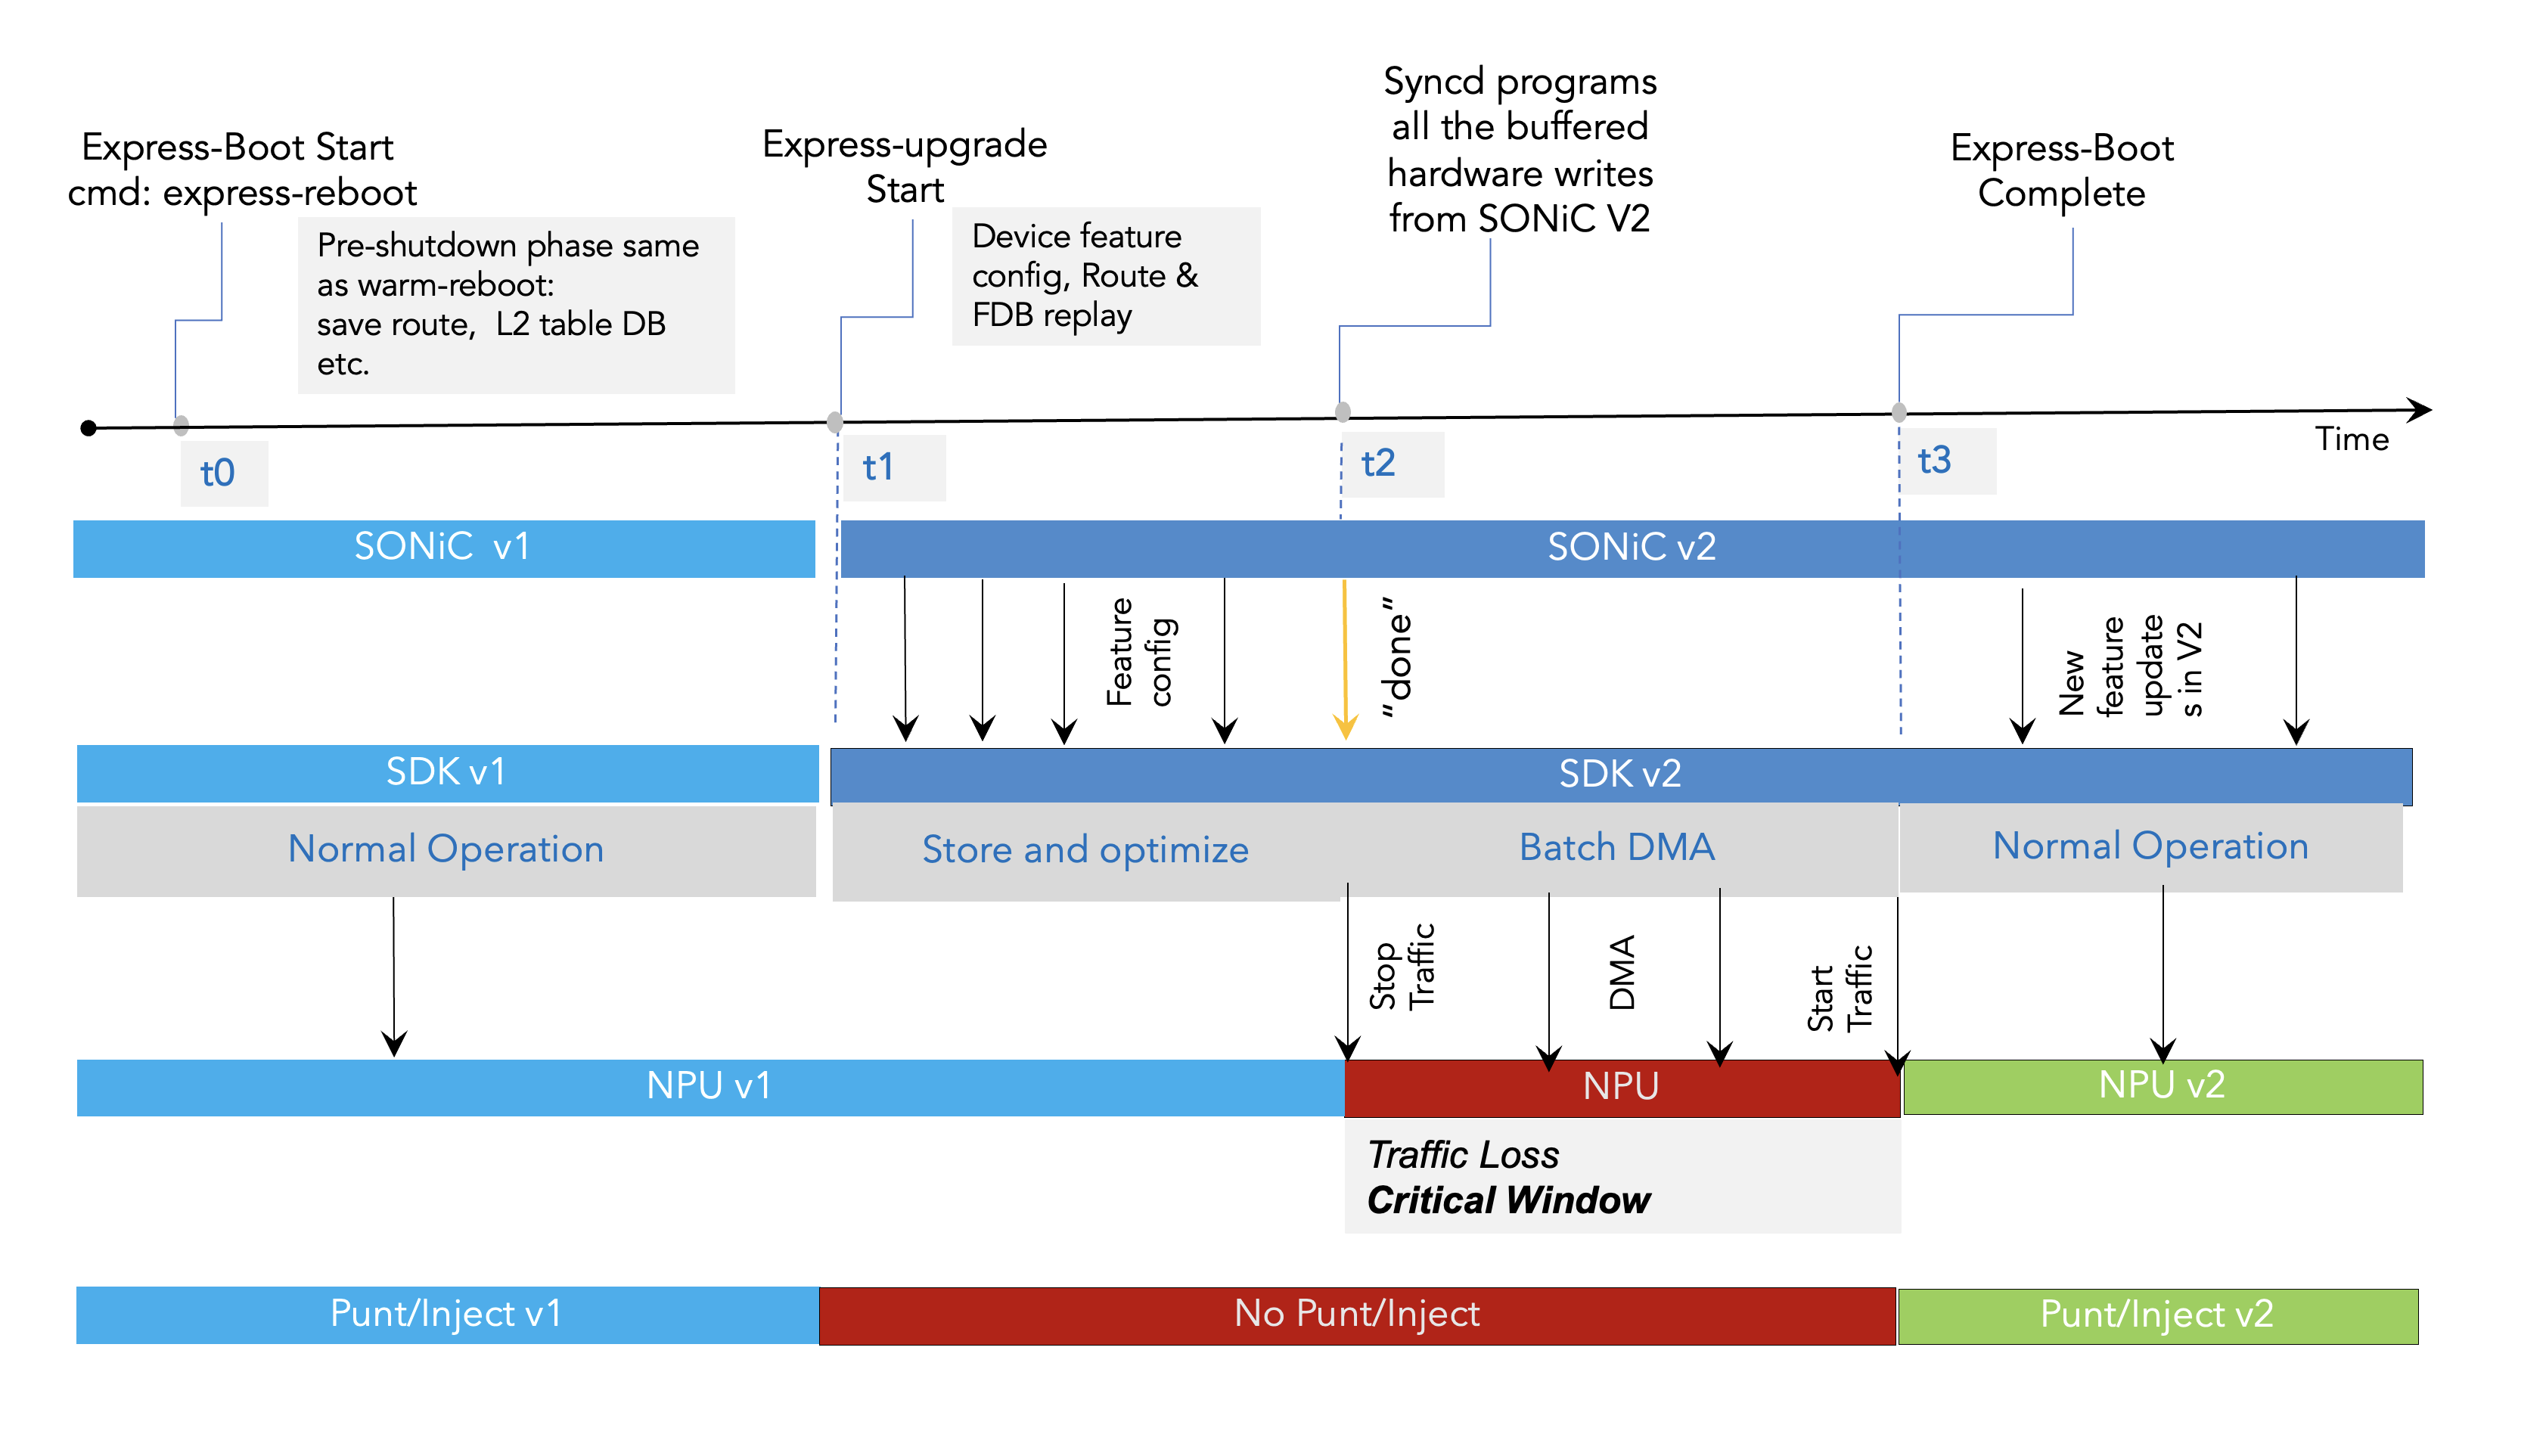 Express-Boot Start
cmd: express-reboot
Pre-shutdown phase same
as warm-reboot:
save route, L2 table DB
etc.
Express-upgrade
Start
Device feature
config, Route &
FDB replay
Syncd programs
all the buffered
hardware writes
from SONiC V2
Express-Boot
Complete
Time
t0
t1
t2
t3
SONiC v1
SONiC v2
Feature
config
“done”
New
feature
update
s in V2
SDK v1
SDK v2
Normal Operation
Store and optimize
Batch DMA
Normal Operation
Stop
Traffic
DMA
Start
Traffic
NPU v1
NPU
NPU v2
Traffic Loss
Critical Window
Punt/Inject v1
No Punt/Inject
Punt/Inject v2